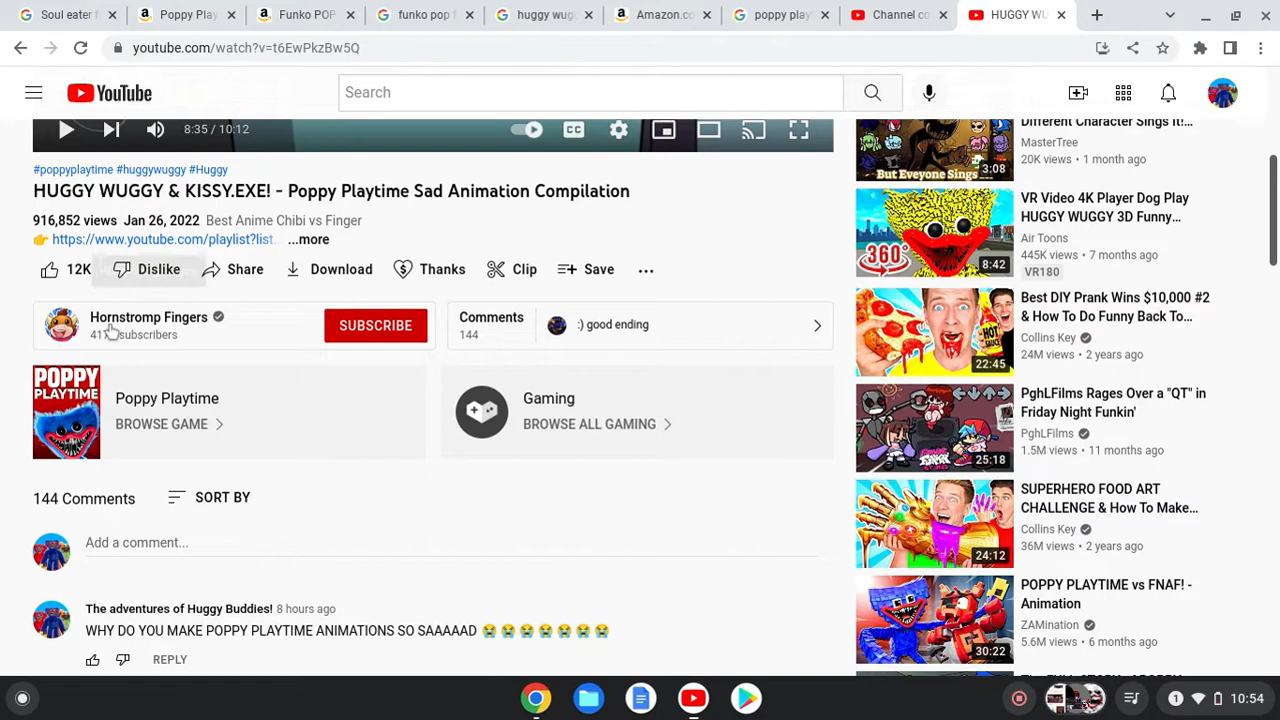 Soul eater f
Poppy Play
Funko POP
funko pop f
huggy wug
Amazon.co
poppy play
Channel co
HUGGY WU
youtube.com/watch?v=t6EwPkzBw5Q
YouTube
Search
8:35 / 10:12
CC
#poppyplaytime #huggywuggy #Huggy
HUGGY WUGGY & KISSY.EXE! - Poppy Playtime Sad Animation Compilation
916,852 views Jan 26, 2022 Best Anime Chibi vs Finger
👉 https://www.youtube.com/playlist?list... ...more
12K Dislike Share Download Thanks Clip Save ...
Hornstromp Fingers
subscribers
SUBSCRIBE
Comments
144
:) good ending
POPPY
PLAYTIME
Poppy Playtime
BROWSE GAME
Gaming
BROWSE ALL GAMING
144 Comments
SORT BY
Add a comment...
The adventures of Huggy Buddies! 8 hours ago
WHY DO YOU MAKE POPPY PLAYTIME ANIMATIONS SO SAAAAAD 😭😭😭😭😭😭😭
REPLY
But Eveyone Sings
3:08
Different Character Sings It!...
MasterTree
20K views • 1 month ago
360°
8:42
VR Video 4K Player Dog Play
HUGGY WUGGY 3D Funny...
Air Toons
445K views • 7 months ago
VR180
HOT
SAUCE
22:45
Best DIY Prank Wins $10,000 #2
& How To Do Funny Back To...
Collins Key
24M views • 2 years ago
25:18
PghLFilms Rages Over a "QT" in
Friday Night Funkin'
PghLFilms
1.5M views • 11 months ago
24:12
SUPERHERO FOOD ART
CHALLENGE & How To Make...
Collins Key
36M views • 2 years ago
30:22
POPPY PLAYTIME vs FNAF! -
Animation
ZAMination
5.6M views • 6 months ago
1
10:54